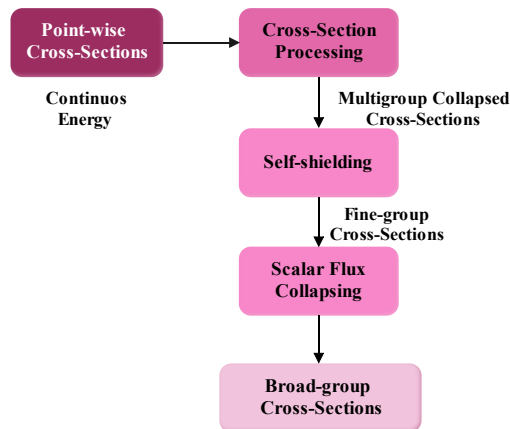 Point-wise
Cross-Sections
Cross-Section
Processing
Continuos
Energy
Multigroup Collapsed
Cross-Sections
Self-shielding
Fine-group
Cross-Sections
Scalar Flux
Collapsing
Broad-group
Cross-Sections